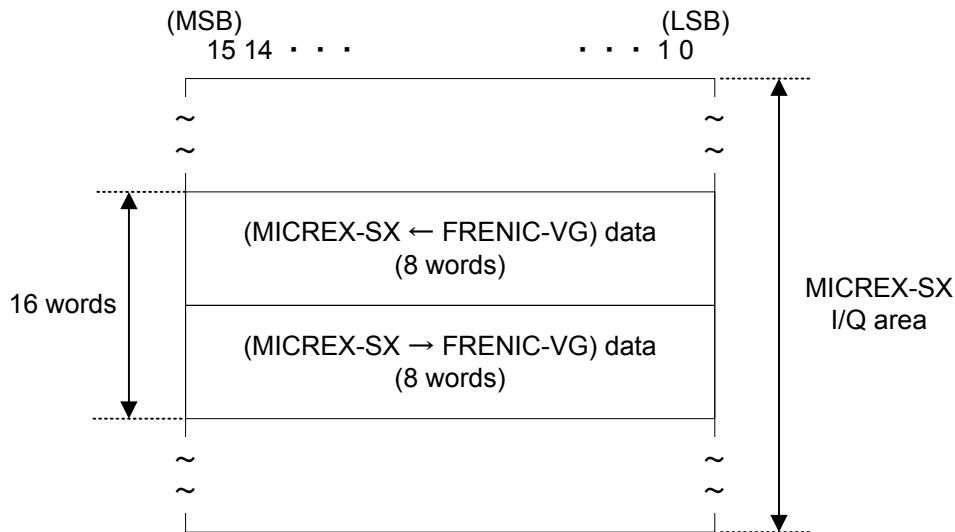 (MSB) (LSB)
15 14 · · · · · · 1 0
(MICREX-SX ← FRENIC-VG) data
(8 words)
16 words
MICREX-SX
I/Q area
(MICREX-SX → FRENIC-VG) data
(8 words)